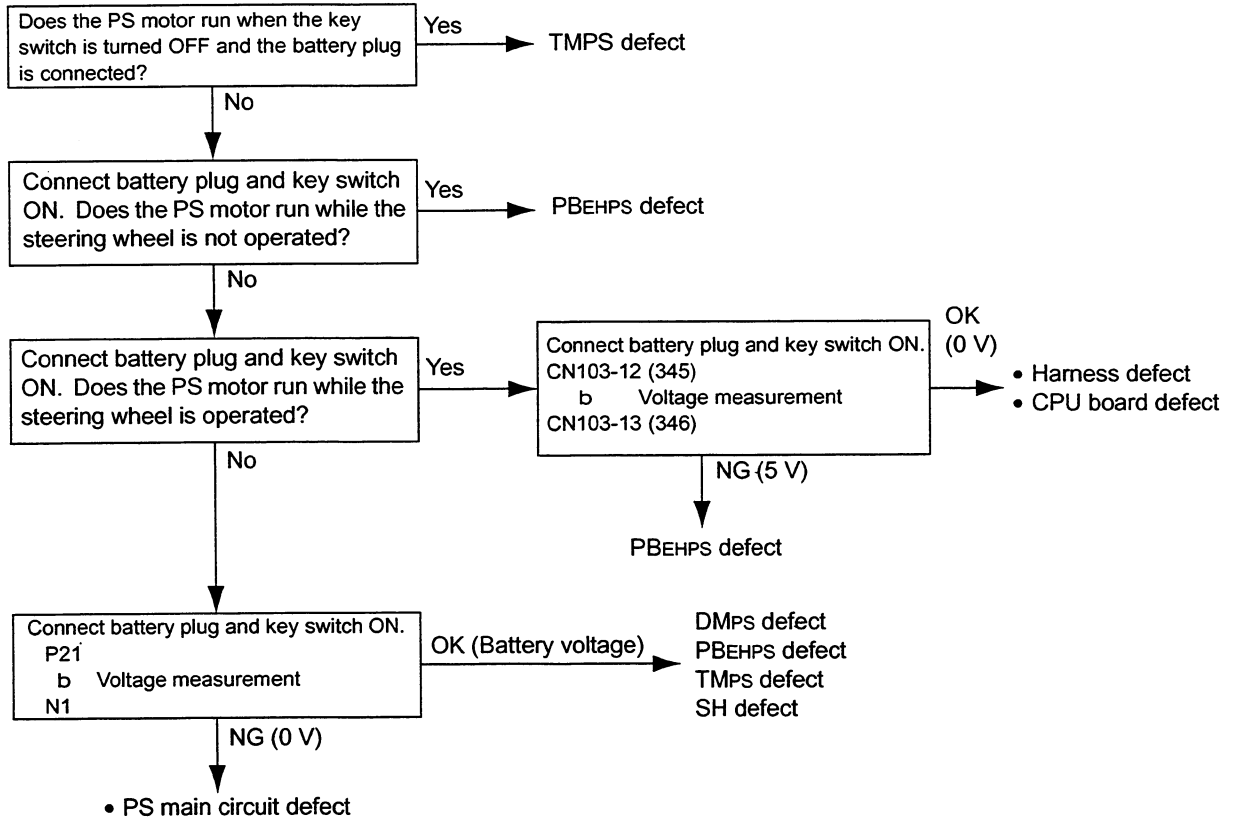 Does the PS motor run when the key
switch is turned OFF and the battery plug
is connected?
Yes
TMPS defect
No
Connect battery plug and key switch
ON. Does the PS motor run while the
steering wheel is not operated?
Yes
PBEHPS defect
No
Connect battery plug and key switch
ON. Does the PS motor run while the
steering wheel is operated?
Yes
Connect battery plug and key switch ON.
CN103-12 (345)
b Voltage measurement
CN103-13 (346)
OK
(0 V)
• Harness defect
• CPU board defect
NG (5 V)
PBEHPS defect
No
Connect battery plug and key switch ON.
P21
b Voltage measurement
N1
OK (Battery voltage)
DMPS defect
PBEHPS defect
TMPS defect
SH defect
NG (0 V)
• PS main circuit defect